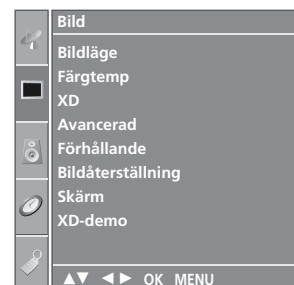 Bild
Bildläge
Färgtemp
XD
Avancerad
Förhållande
Bildåterställning
Skärm
XD-demo
▲▼ ◄► OK MENU